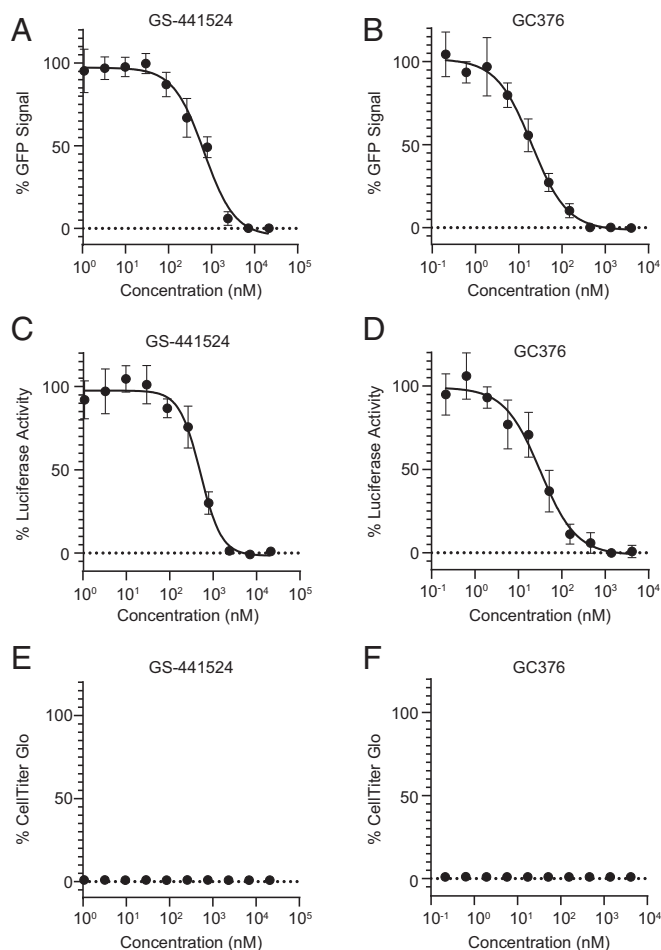 A
GS-441524
% GFP Signal
100
50
0
10⁰ 10¹ 10² 10³ 10⁴ 10⁵
Concentration (nM)
B
GC376
% GFP Signal
100
50
0
10⁻¹ 10⁰ 10¹ 10² 10³ 10⁴
Concentration (nM)
C
GS-441524
% Luciferase Activity
100
50
0
10⁰ 10¹ 10² 10³ 10⁴ 10⁵
Concentration (nM)
D
GC376
% Luciferase Activity
100
50
0
10⁻¹ 10⁰ 10¹ 10² 10³ 10⁴
Concentration (nM)
E
GS-441524
% CellTiter Glo
100
50
0
10⁰ 10¹ 10² 10³ 10⁴ 10⁵
Concentration (nM)
F
GC376
% CellTiter Glo
100
50
0
10⁻¹ 10⁰ 10¹ 10² 10³ 10⁴
Concentration (nM)